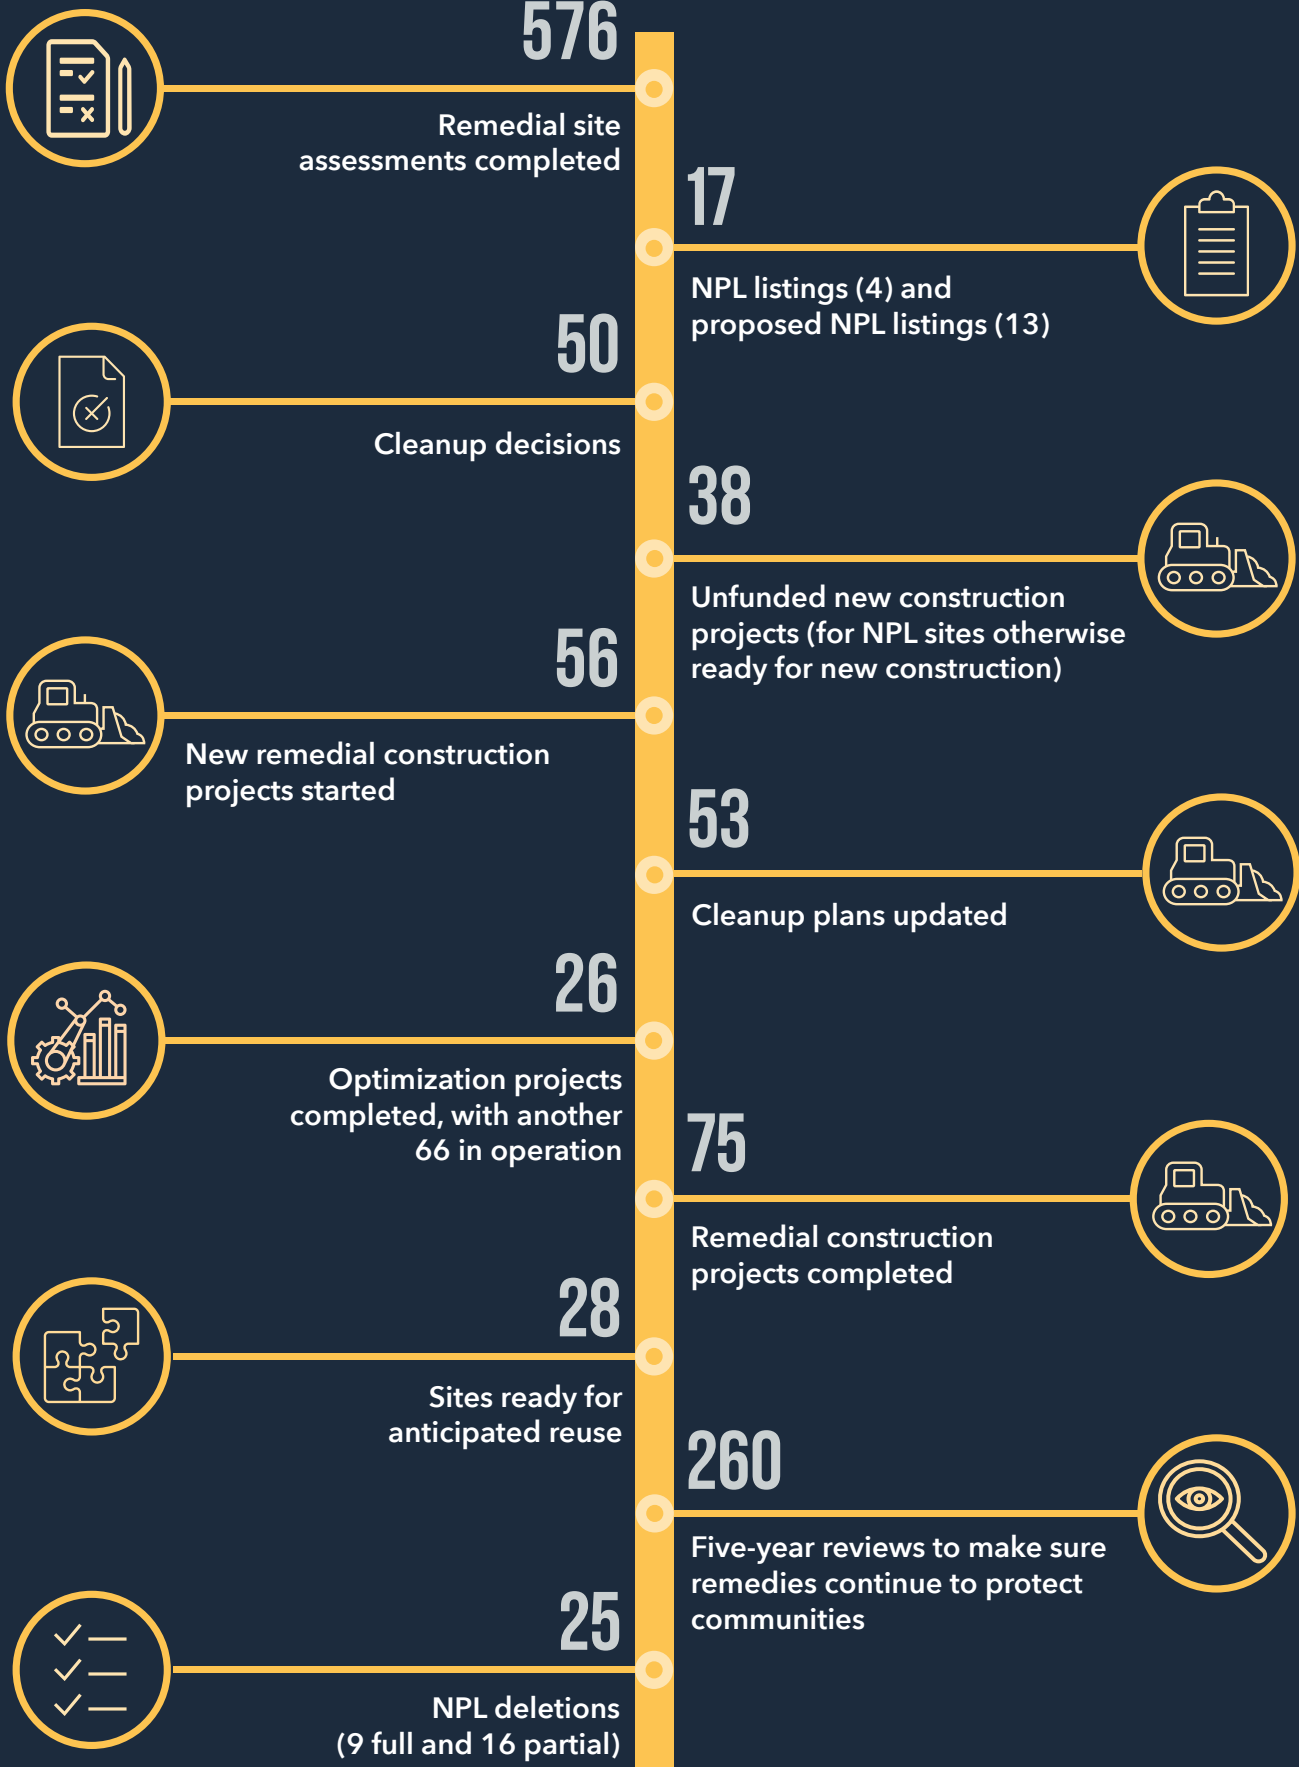 576
Remedial site
assessments completed
17
NPL listings (4) and
proposed NPL listings (13)
50
Cleanup decisions
38
Unfunded new construction
projects (for NPL sites otherwise
ready for new construction)
56
New remedial construction
projects started
53
Cleanup plans updated
26
Optimization projects
completed, with another
66 in operation
75
Remedial construction
projects completed
28
Sites ready for
anticipated reuse
260
Five-year reviews to make sure
remedies continue to protect
communities
25
NPL deletions
(9 full and 16 partial)